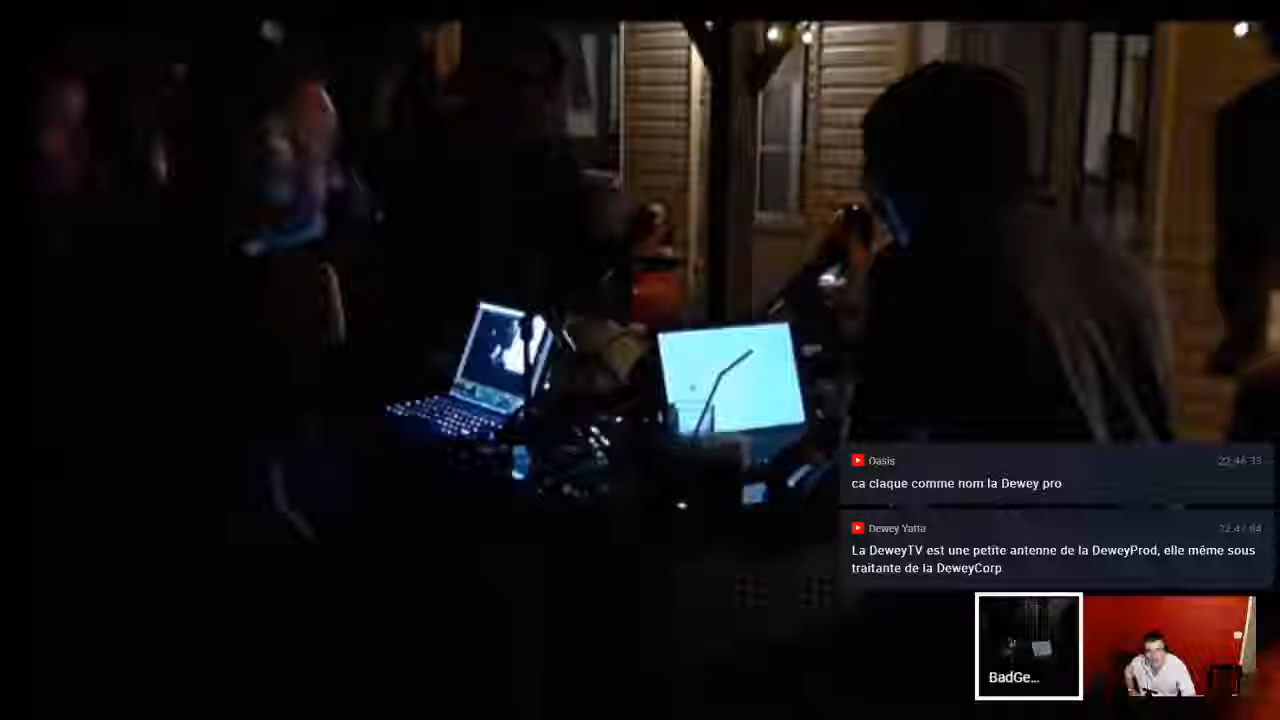 Oasis
ca claque comme nom la Dewey pro
Dewey Yatta
La DeweyTV est une petite antenne de la DeweyProd, elle même sous
traitante de la DeweyCorp
BadGe...